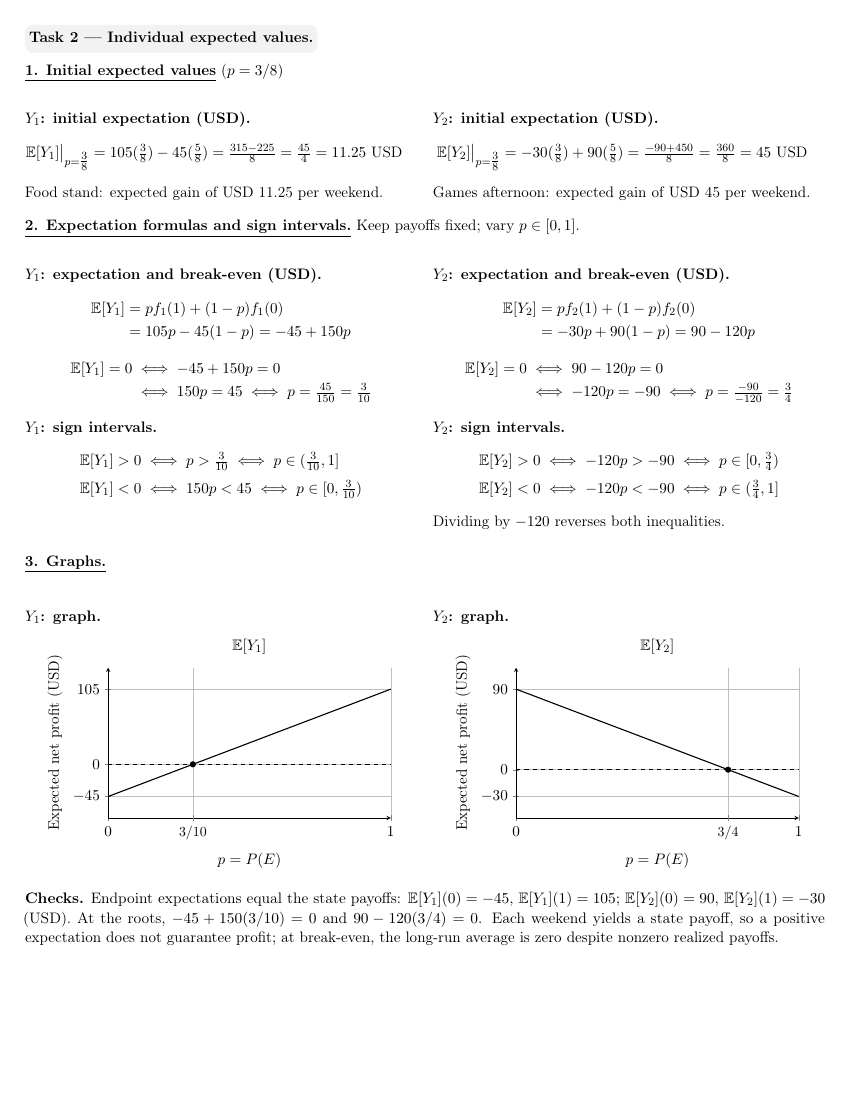 Task 2 — Individual expected values.
1. Initial expected values (p = 3/8)
Y₁: initial expectation (USD).
𝔼[Y₁]|ₚ₌³⁄₈ = 105(3/8) − 45(5/8) = (315−225)/8 = 45/4 = 11.25 USD
Food stand: expected gain of USD 11.25 per weekend.
Y₂: initial expectation (USD).
𝔼[Y₂]|ₚ₌³⁄₈ = −30(3/8) + 90(5/8) = (−90+450)/8 = 360/8 = 45 USD
Games afternoon: expected gain of USD 45 per weekend.
2. Expectation formulas and sign intervals. Keep payoffs fixed; vary p ∈ [0, 1].
Y₁: expectation and break-even (USD).
𝔼[Y₁] = pf₁(1) + (1 − p)f₁(0)
= 105p − 45(1 − p) = −45 + 150p
𝔼[Y₁] = 0 ⟺ −45 + 150p = 0
⟺ 150p = 45 ⟺ p = 45/150 = 3/10
Y₁: sign intervals.
𝔼[Y₁] > 0 ⟺ p > 3/10 ⟺ p ∈ (3/10, 1]
𝔼[Y₁] < 0 ⟺ 150p < 45 ⟺ p ∈ [0, 3/10)
Y₂: expectation and break-even (USD).
𝔼[Y₂] = pf₂(1) + (1 − p)f₂(0)
= −30p + 90(1 − p) = 90 − 120p
𝔼[Y₂] = 0 ⟺ 90 − 120p = 0
⟺ −120p = −90 ⟺ p = −90/−120 = 3/4
Y₂: sign intervals.
𝔼[Y₂] > 0 ⟺ −120p > −90 ⟺ p ∈ [0, 3/4)
𝔼[Y₂] < 0 ⟺ −120p < −90 ⟺ p ∈ (3/4, 1]
Dividing by −120 reverses both inequalities.
3. Graphs.
Y₁: graph.
𝔼[Y₁]
Expected net profit (USD)
105
0
−45
0 3/10 1
p = P(E)
Y₂: graph.
𝔼[Y₂]
Expected net profit (USD)
90
0
−30
0 3/4 1
p = P(E)
Checks. Endpoint expectations equal the state payoffs: 𝔼[Y₁](0) = −45, 𝔼[Y₁](1) = 105; 𝔼[Y₂](0) = 90, 𝔼[Y₂](1) = −30
(USD). At the roots, −45 + 150(3/10) = 0 and 90 − 120(3/4) = 0. Each weekend yields a state payoff, so a positive
expectation does not guarantee profit; at break-even, the long-run average is zero despite nonzero realized payoffs.